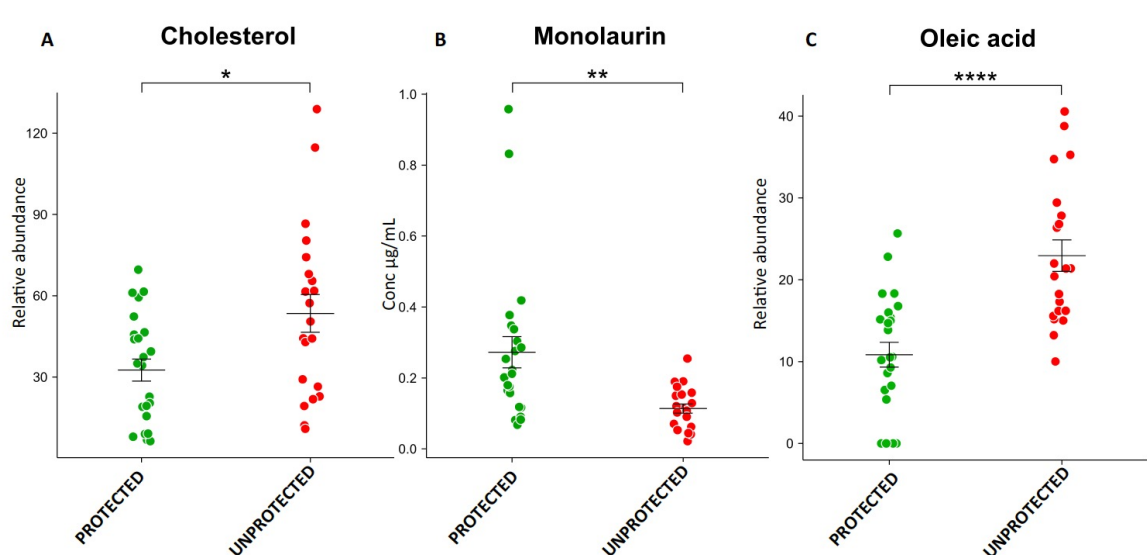 A Cholesterol
*
Relative abundance
120
90
60
30
PROTECTED
UNPROTECTED
B Monolaurin
**
Conc µg/mL
1.0
0.8
0.6
0.4
0.2
0.0
PROTECTED
UNPROTECTED
C Oleic acid
****
Relative abundance
40
30
20
10
0
PROTECTED
UNPROTECTED